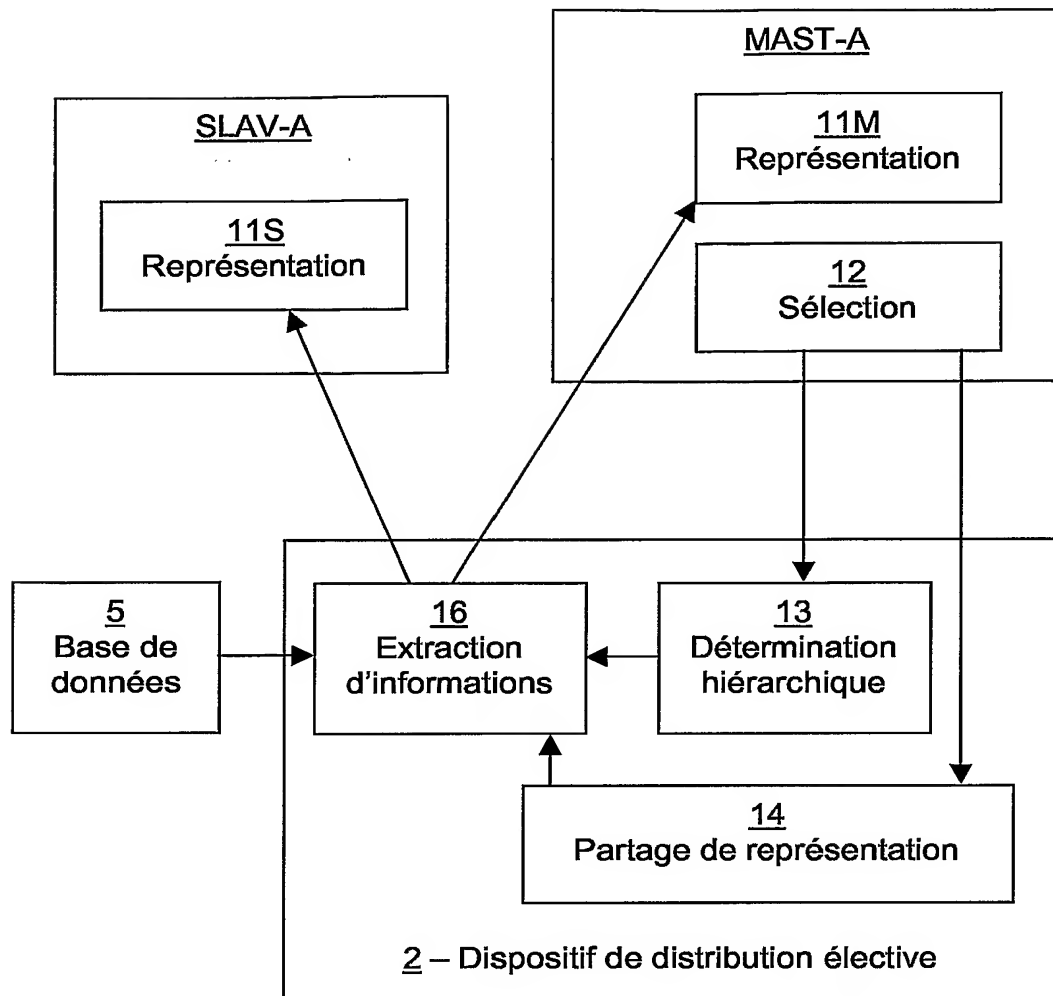 MAST-A
11M
Représentation
12
Sélection
SLAV-A
11S
Représentation
5
Base de
données
16
Extraction
d'informations
13
Détermination
hiérarchique
14
Partage de représentation
2 – Dispositif de distribution élective